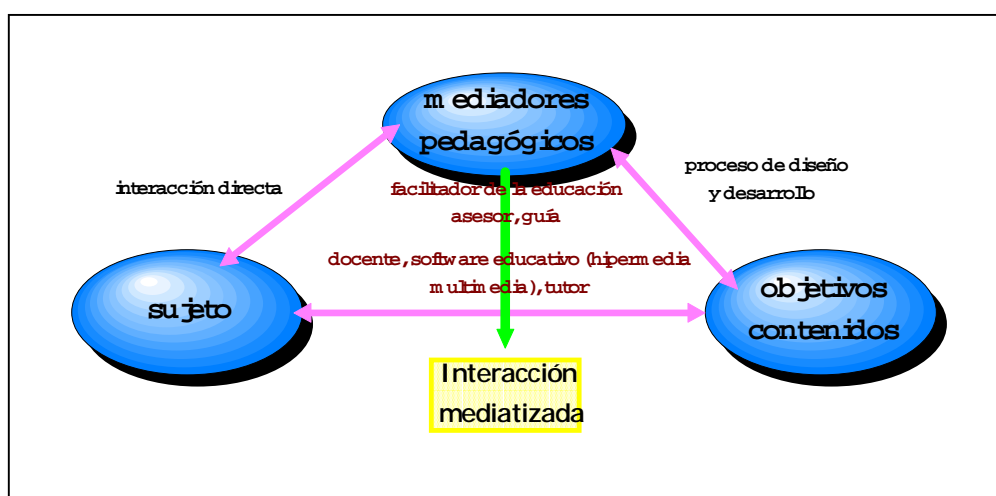 mediadores
pedagógicos
interacción directa
proceso de diseño
y desarrollo
facilitador de la educación
asesor, guía
docente, software educativo (hipermedia
multimedia), tutor
sujeto
objetivos
contenidos
Interacción
mediatizada